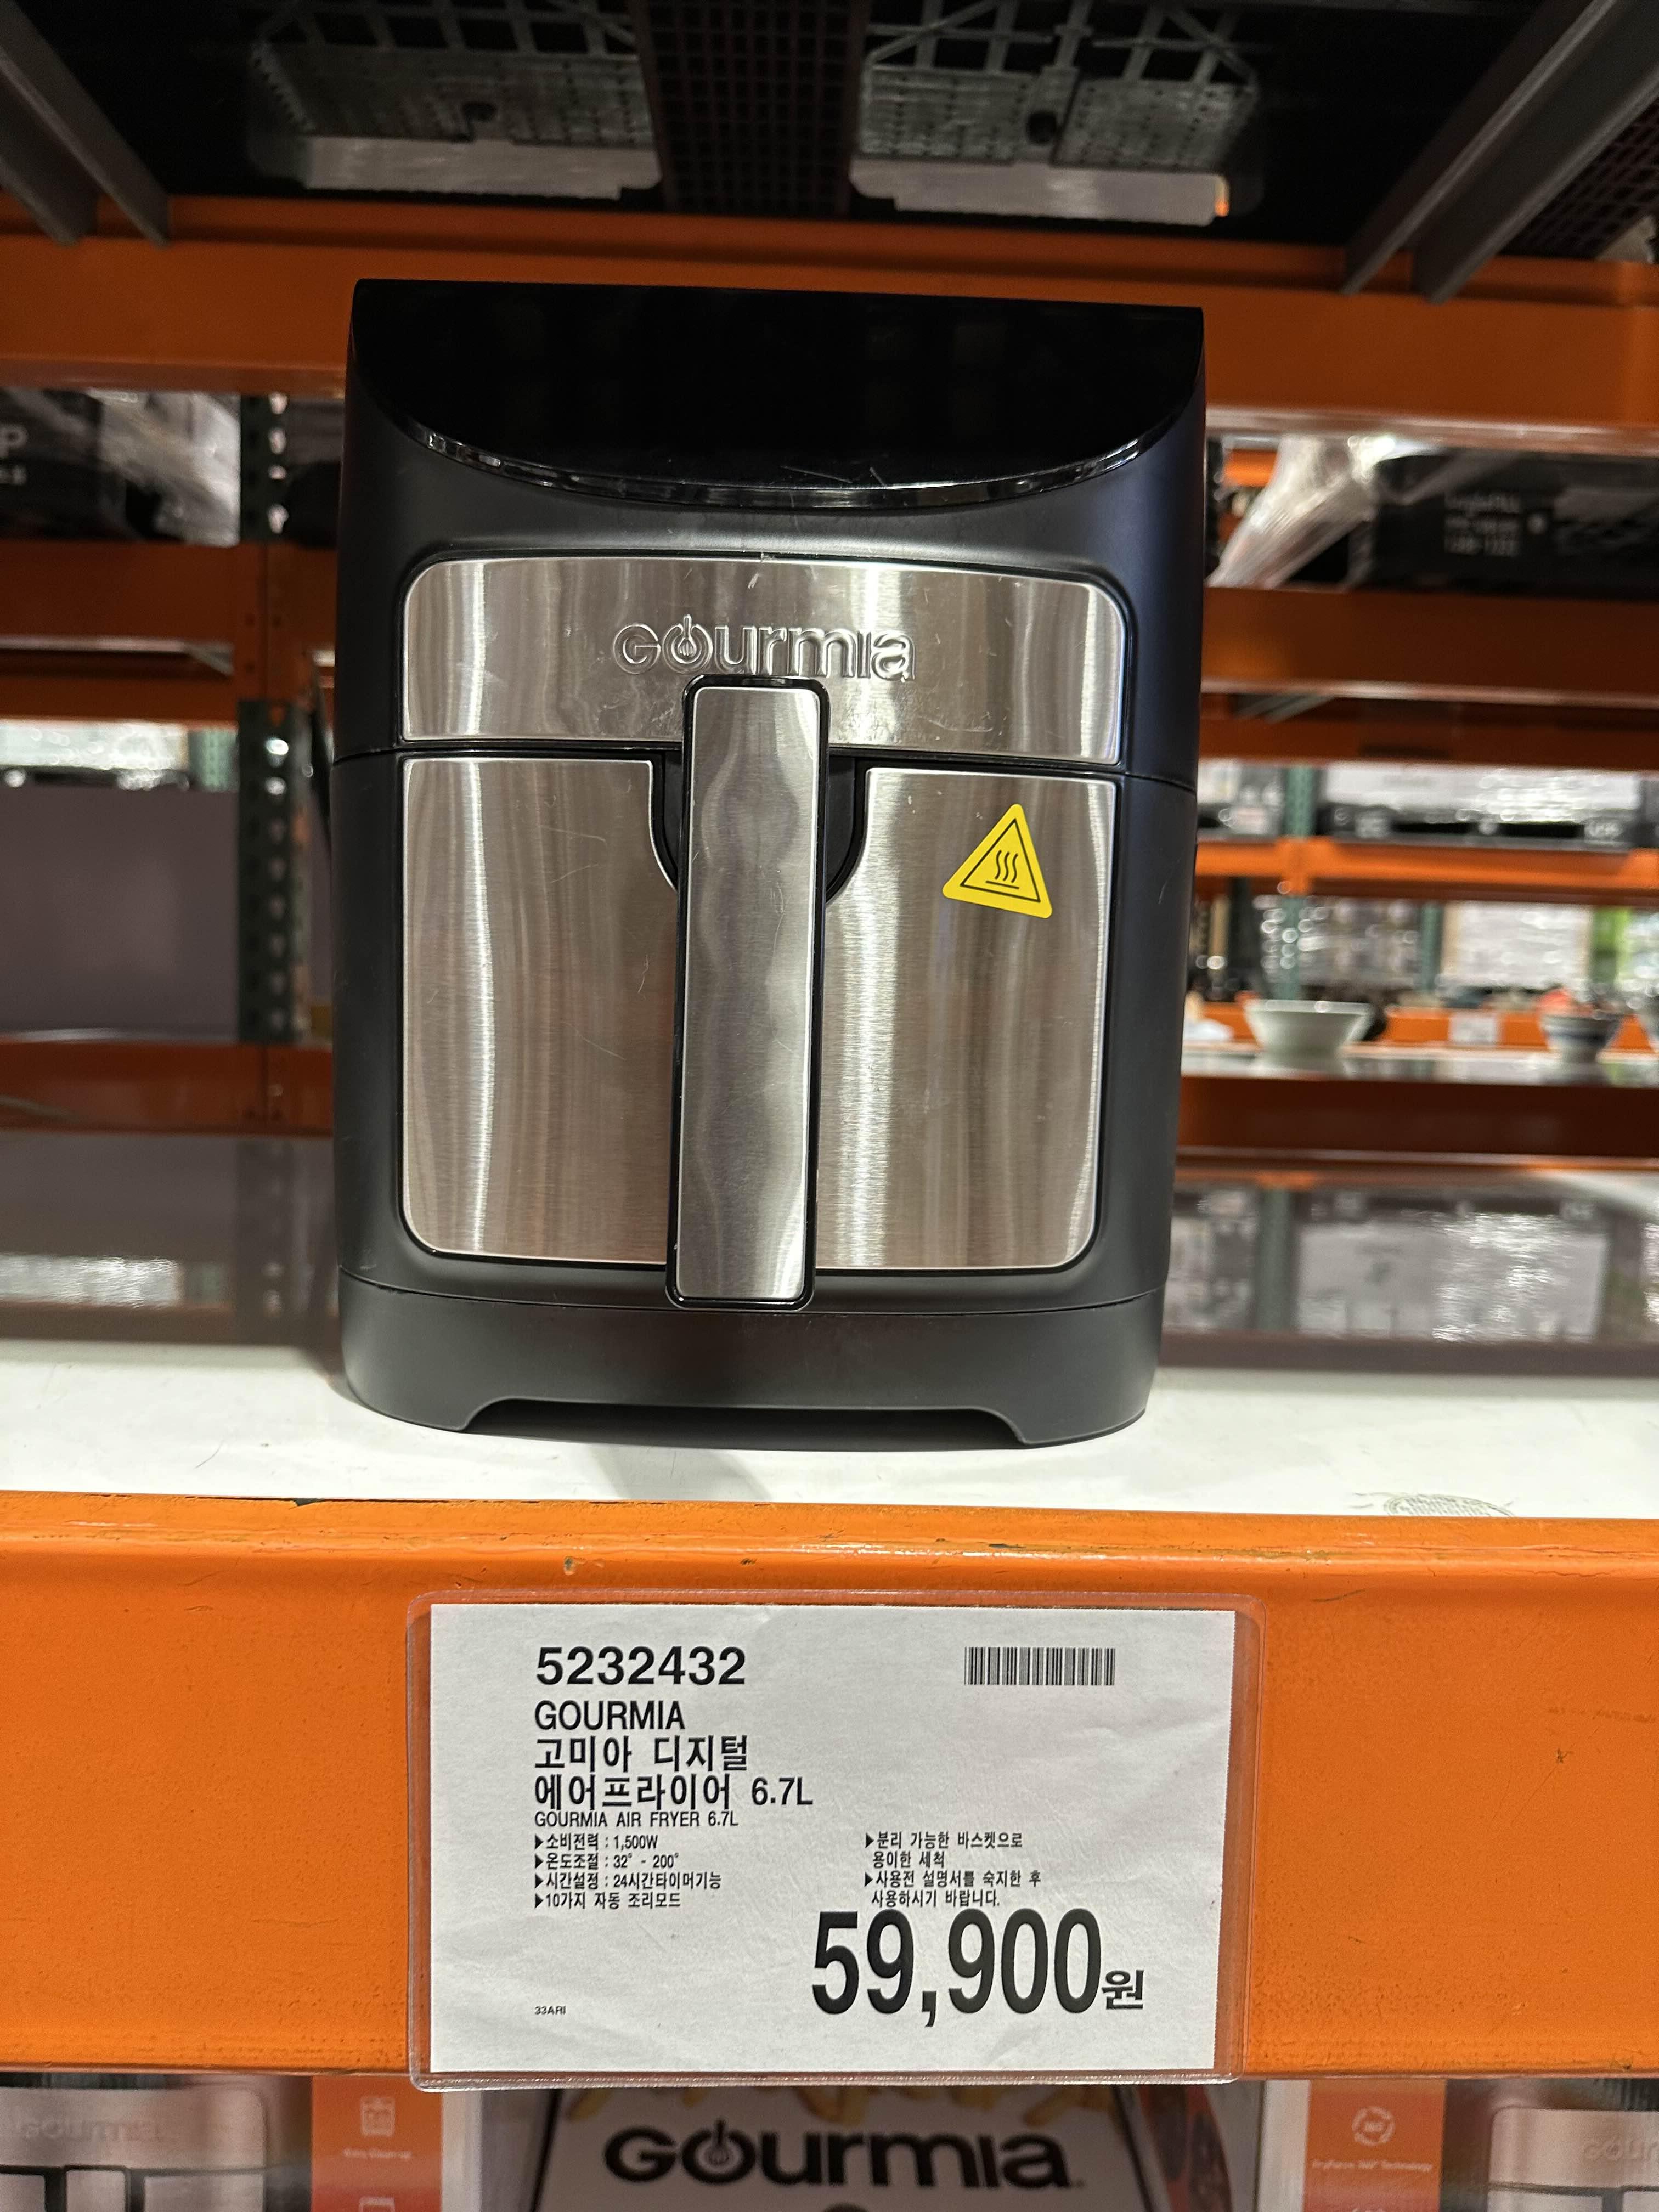 Gourmia
5232432
GOURMIA
고미아 디지털
에어프라이어 6.7L
GOURMIA AIR FRYER 6.7L
▶소비전력 : 1,500W
▶온도조절 : 32° - 200°
▶시간설정 : 24시간타이머기능
▶10가지 자동 조리모드
▶분리 가능한 바스켓으로
용이한 세척
▶사용전 설명서를 숙지한 후
사용하시기 바랍니다.
59,900원
33ARI
Gourmia